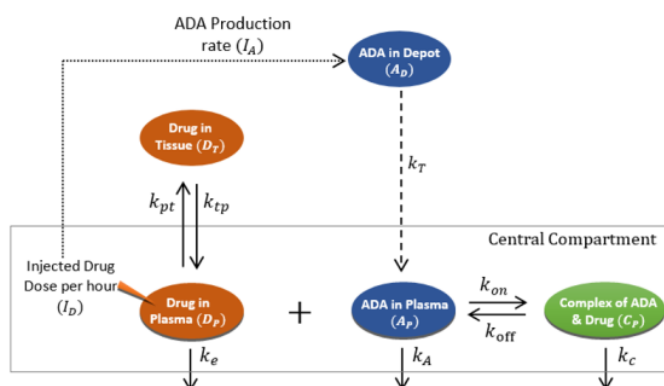 ADA Production
rate (I_A)
ADA in Depot
(A_D)
Drug in
Tissue (D_T)
k_T
k_pt
k_tp
Central Compartment
Injected Drug
Dose per hour
(I_D)
Drug in
Plasma (D_P)
+
ADA in Plasma
(A_P)
k_on
k_off
Complex of ADA
& Drug (C_P)
k_e
k_A
k_c